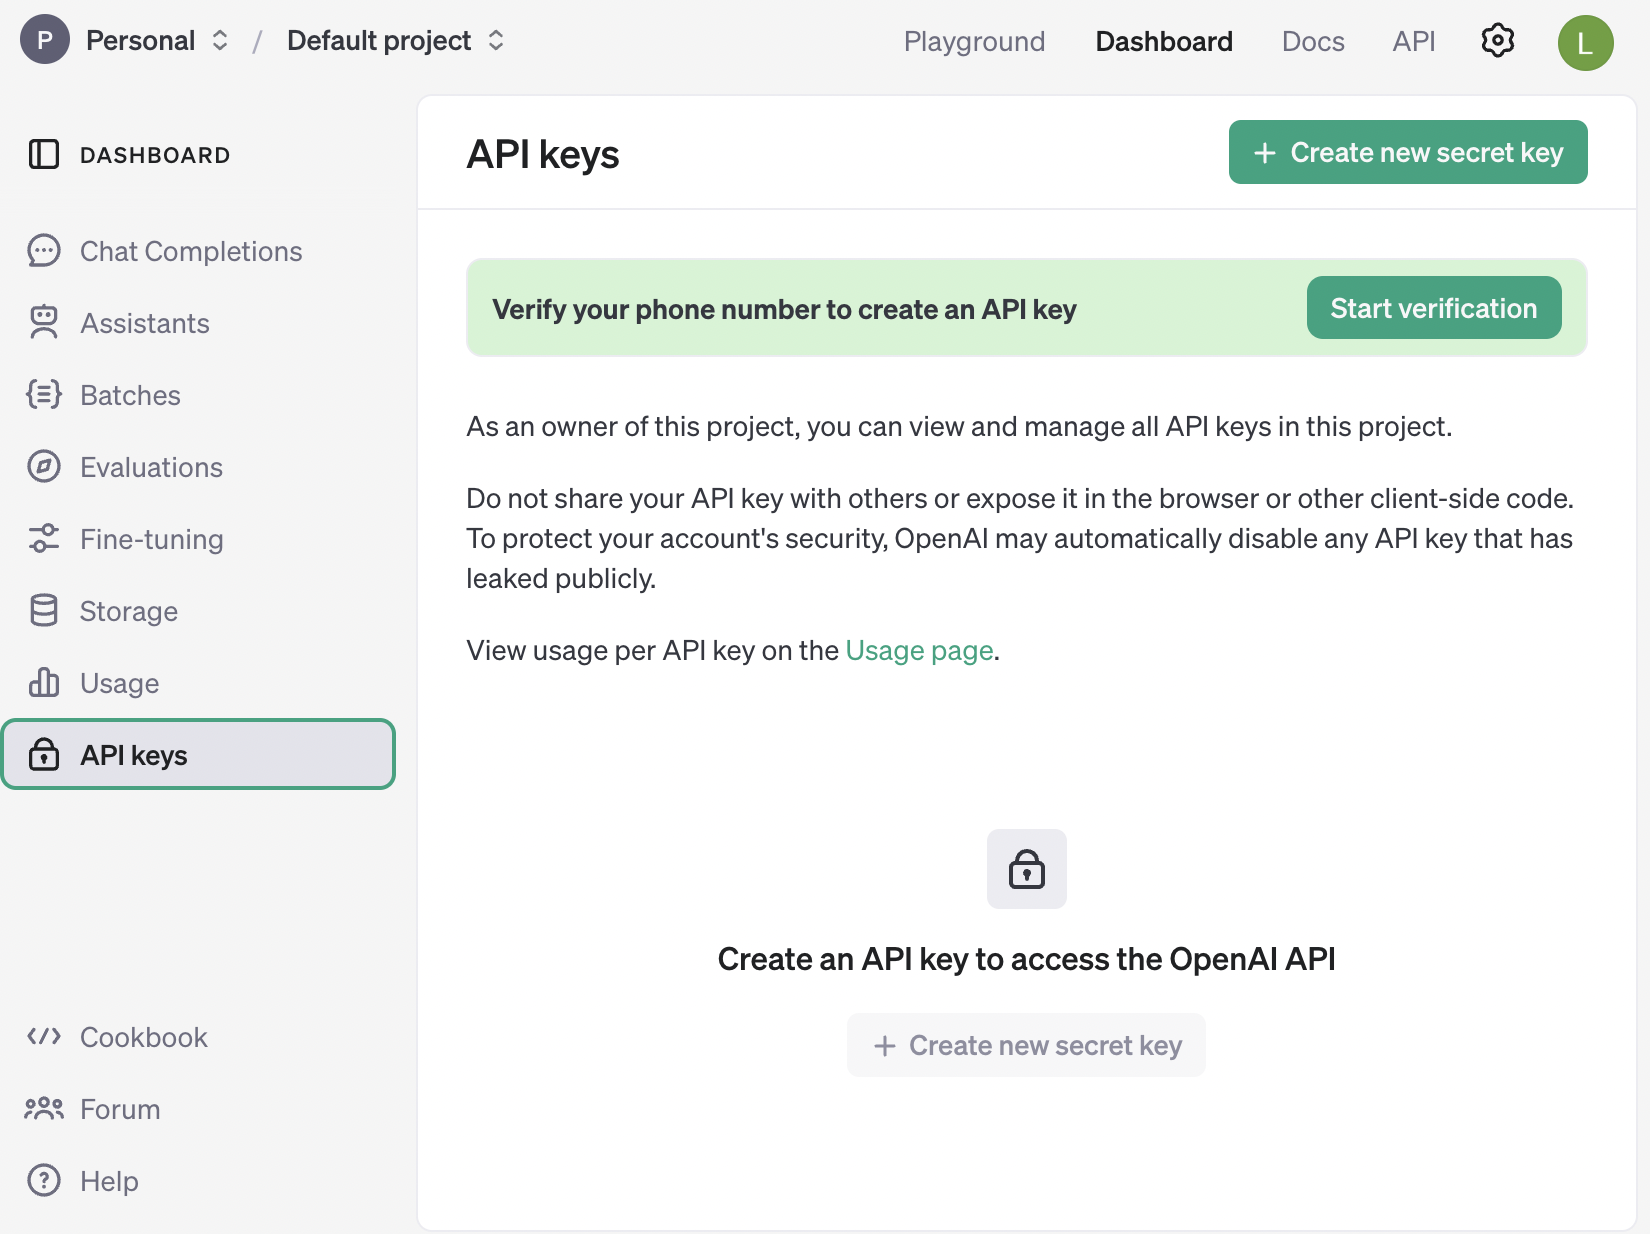 P Personal / Default project
Playground Dashboard Docs API L
DASHBOARD
Chat Completions
Assistants
Batches
Evaluations
Fine-tuning
Storage
Usage
API keys
Cookbook
Forum
Help
API keys
+ Create new secret key
Verify your phone number to create an API key
Start verification
As an owner of this project, you can view and manage all API keys in this project.
Do not share your API key with others or expose it in the browser or other client-side code.
To protect your account's security, OpenAI may automatically disable any API key that has
leaked publicly.
View usage per API key on the Usage page.
Create an API key to access the OpenAI API
+ Create new secret key